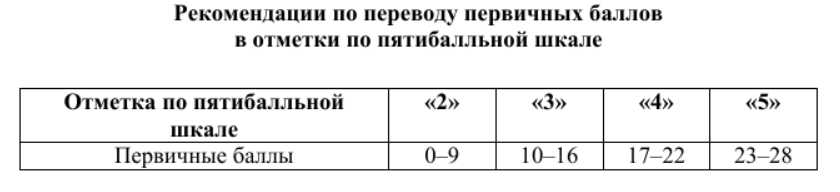 Рекомендации по переводу первичных баллов
в отметки по пятибалльной шкале
Отметка по пятибалльной шкале «2» «3» «4» «5»
Первичные баллы 0–9 10–16 17–22 23–28